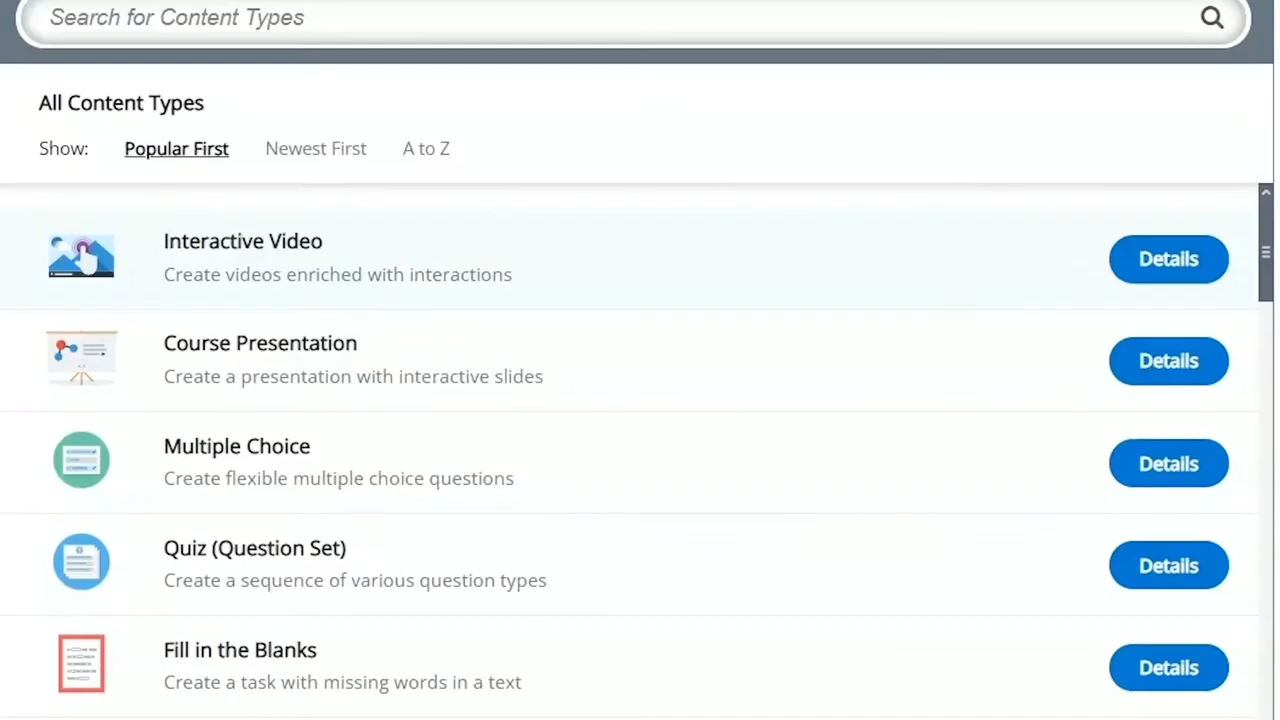 Search for Content Types
All Content Types
Show: Popular First Newest First A to Z
Interactive Video
Create videos enriched with interactions
Details
Course Presentation
Create a presentation with interactive slides
Details
Multiple Choice
Create flexible multiple choice questions
Details
Quiz (Question Set)
Create a sequence of various question types
Details
Fill in the Blanks
Create a task with missing words in a text
Details